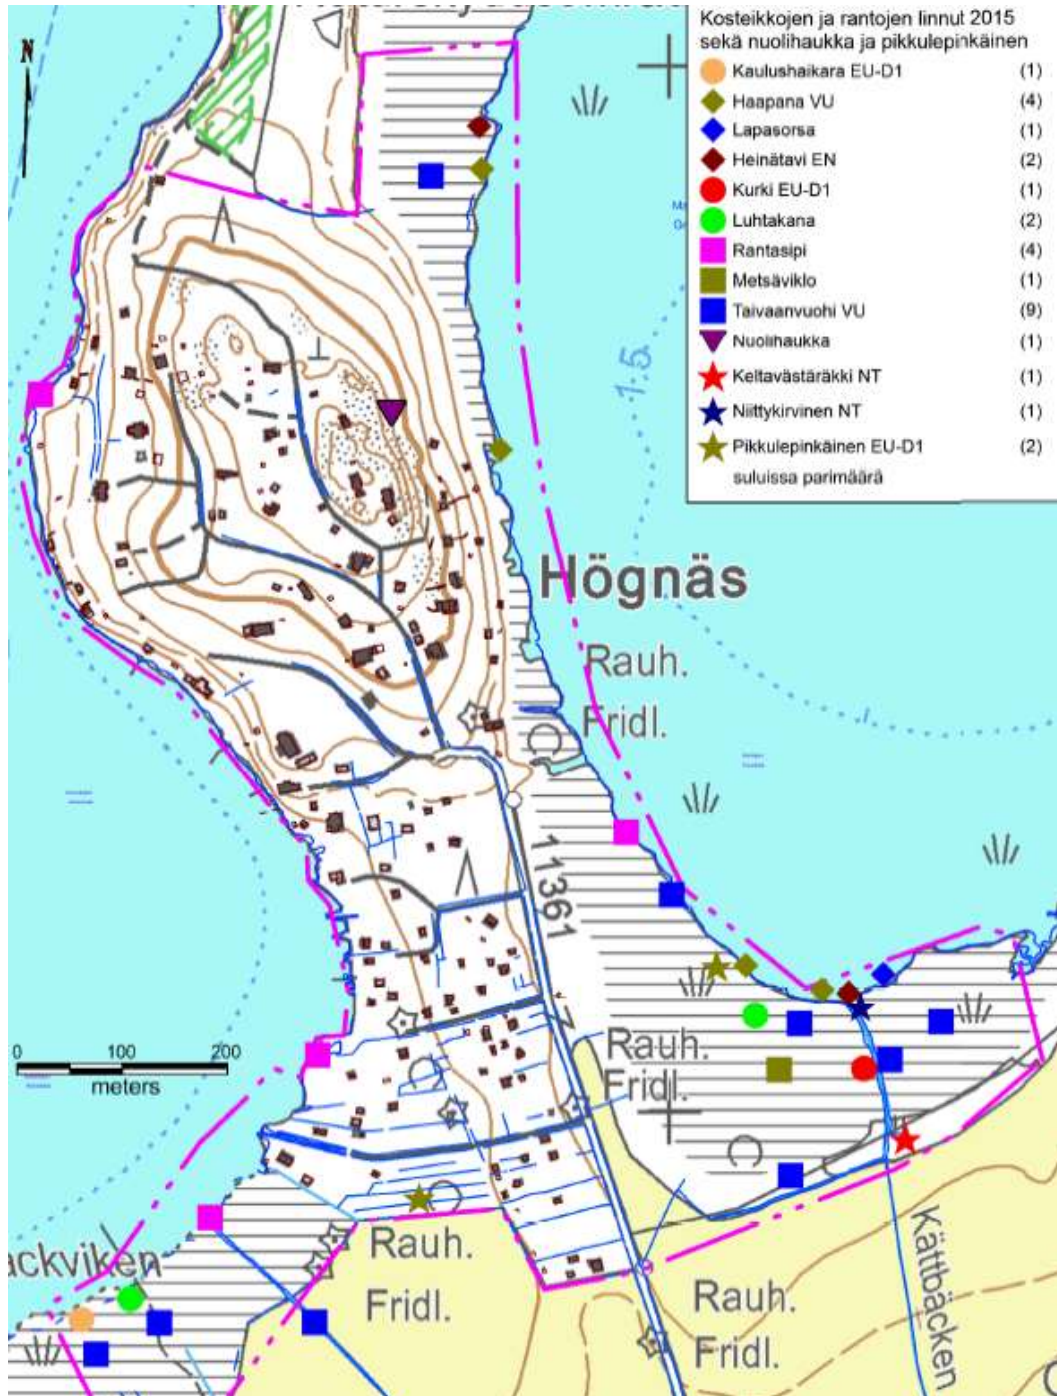 N
Kosteikkojen ja rantojen linnut 2015
sekä nuolihaukka ja pikkulepinkäinen
Kaulushaikara EU-D1 (1)
Haapana VU (4)
Lapasorsa (1)
Heinätavi EN (2)
Kurki EU-D1 (1)
Luhtakana (2)
Rantasipi (4)
Metsäviklo (1)
Taivaanvuohi VU (9)
Nuolihaukka (1)
Keltavästäräkki NT (1)
Niittykirvinen NT (1)
Pikkulepinkäinen EU-D1 (2)
suluissa parimäärä
1.5
Högnäs
Rauh.
Fridl.
11361
Rauh.
Fridl.
0 100 200
meters
ackviken
Rauh.
Fridl.
Rauh.
Fridl.
Kättbäcken